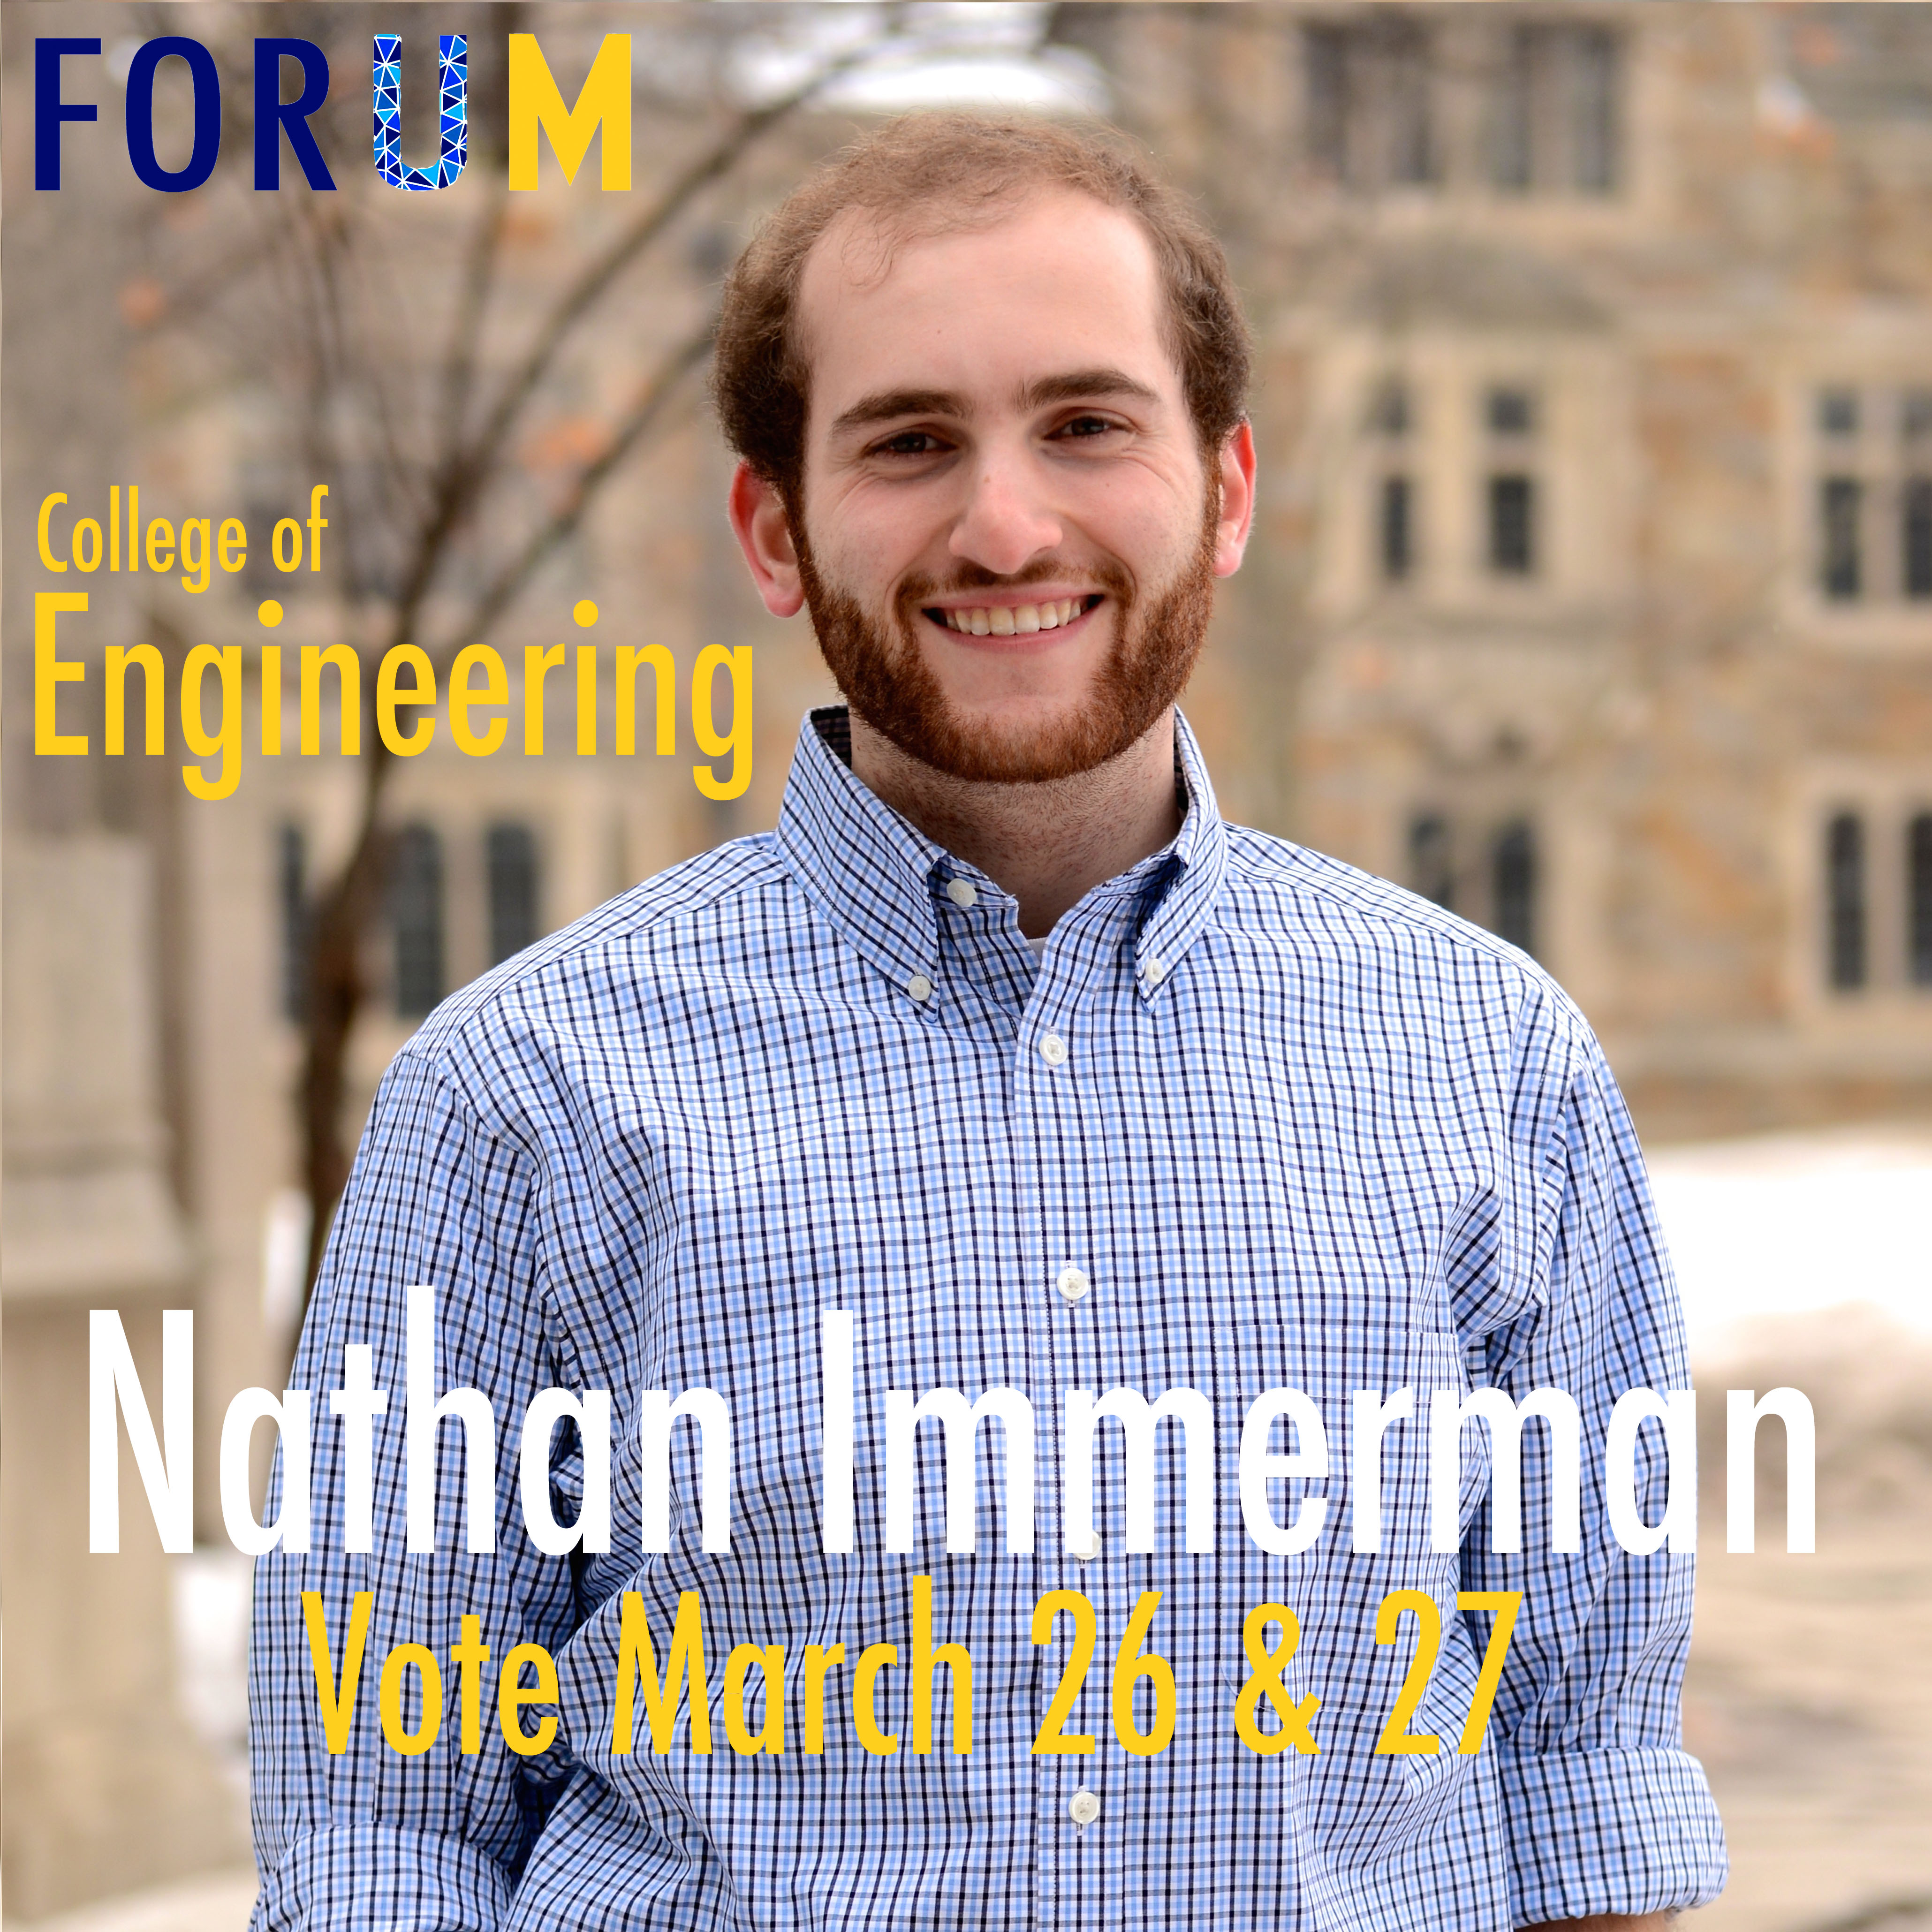 FORUM
College of
Engineering
Nathan Immerman
Vote March 26 & 27